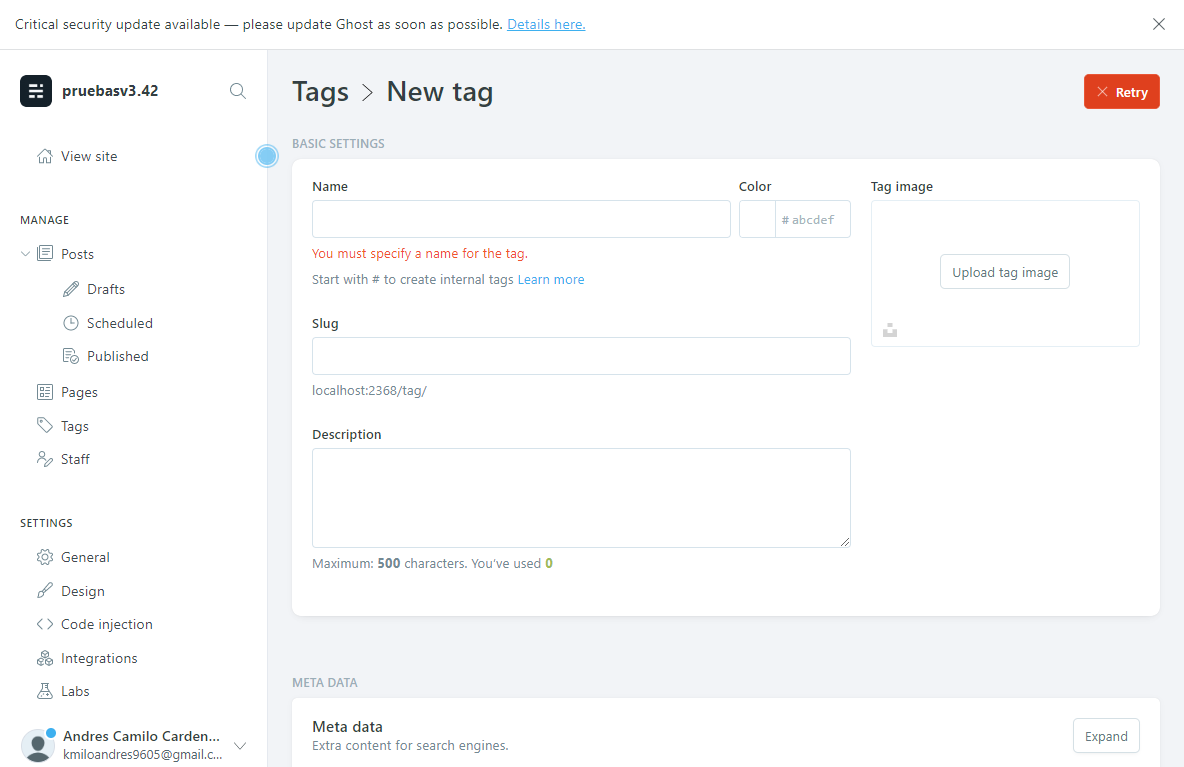 Critical security update available — please update Ghost as soon as possible. Details here.
pruebasv3.42
View site
MANAGE
Posts
Drafts
Scheduled
Published
Pages
Tags
Staff
SETTINGS
General
Design
Code injection
Integrations
Labs
Andres Camilo Carden...
kmiloandres9605@gmail.c...
Tags > New tag
Retry
BASIC SETTINGS
Name
You must specify a name for the tag.
Start with # to create internal tags Learn more
Color
# abcdef
Slug
localhost:2368/tag/
Description
Maximum: 500 characters. You've used 0
Tag image
Upload tag image
META DATA
Meta data
Extra content for search engines.
Expand